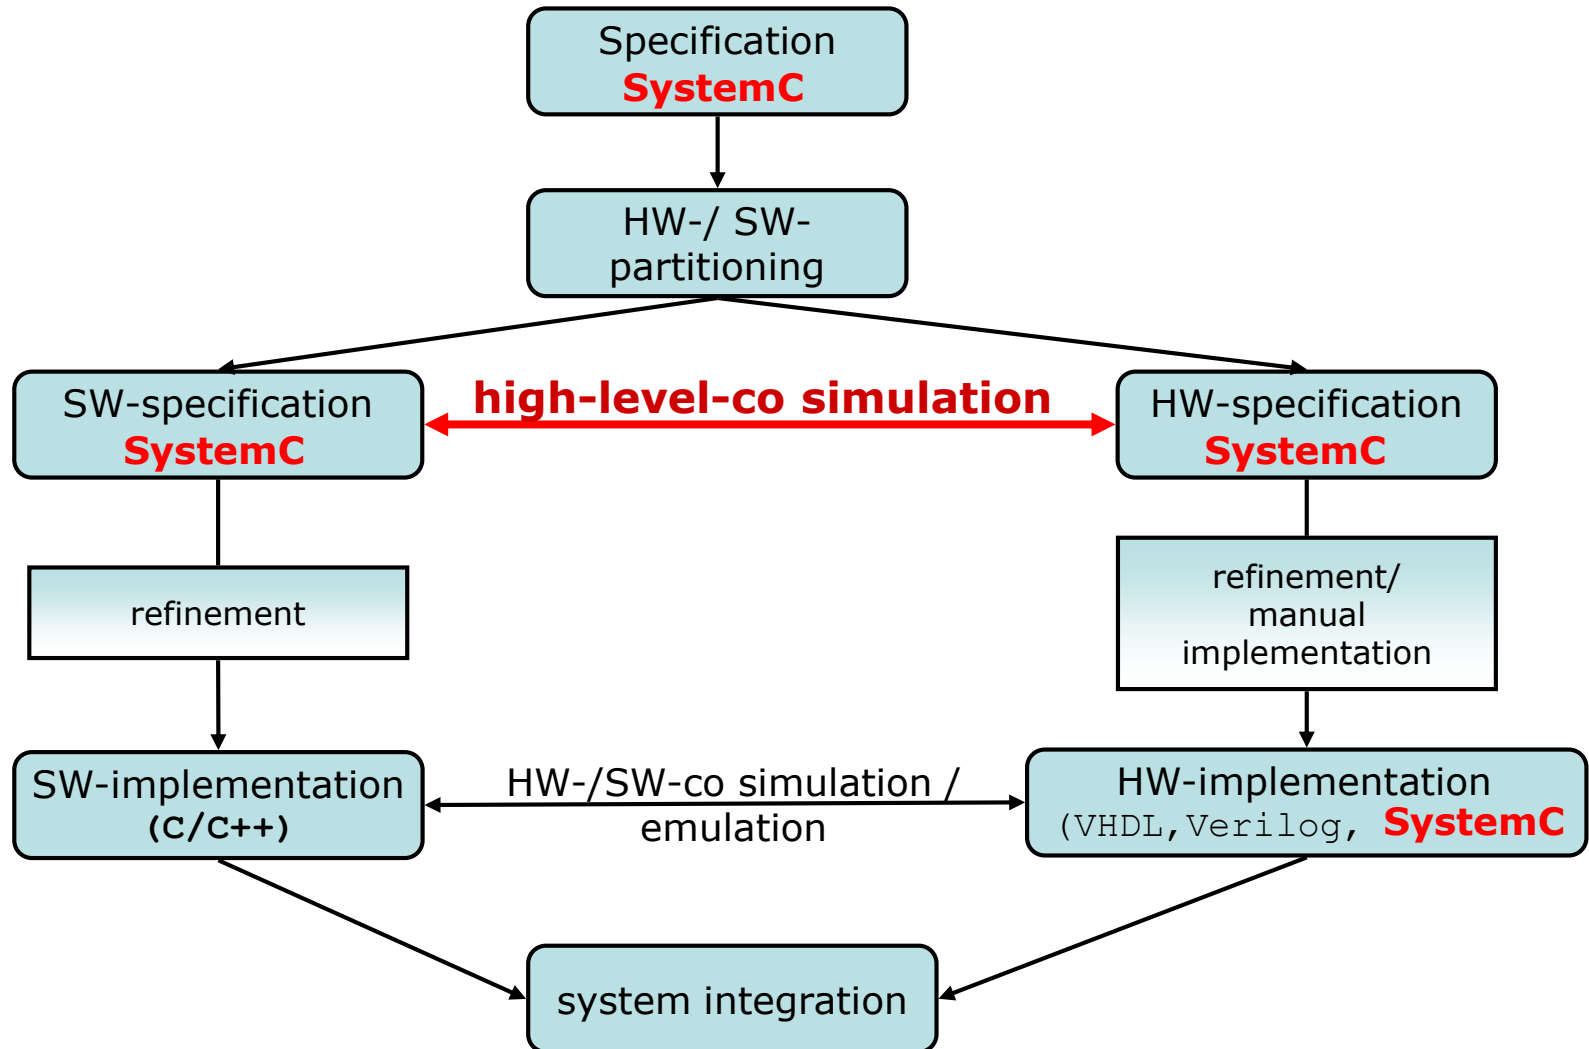 Specification
SystemC
HW-/ SW-
partitioning
SW-specification
SystemC
high-level-co simulation
HW-specification
SystemC
refinement
refinement/
manual
implementation
SW-implementation
(C/C++)
HW-/SW-co simulation /
emulation
HW-implementation
(VHDL,Verilog, SystemC
system integration